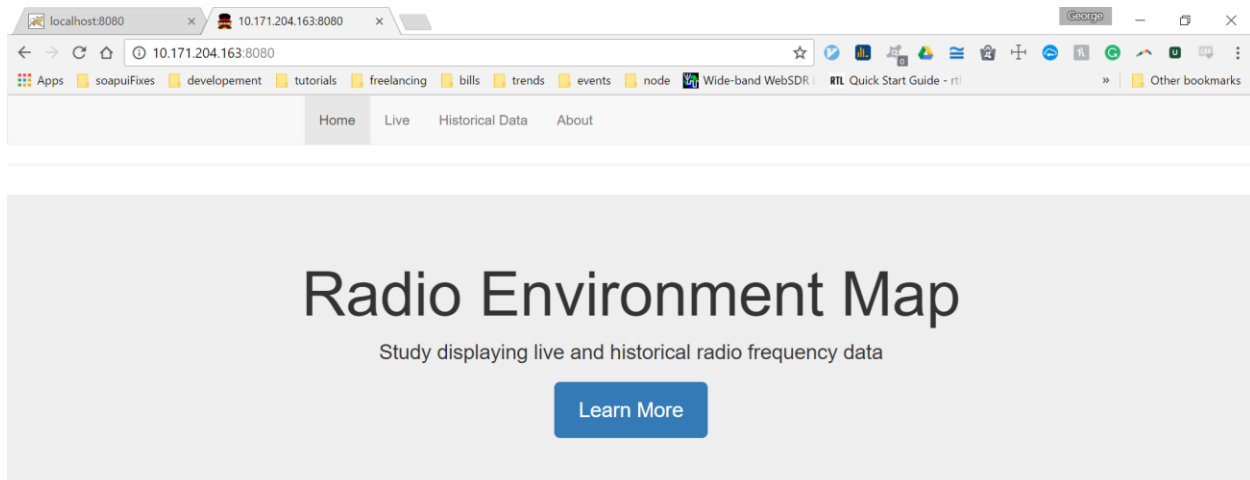 localhost:8080
10.171.204.163:8080
George
10.171.204.163:8080
Apps soapuiFixes developement tutorials freelancing bills trends events node Wide-band WebSDR RTL Quick Start Guide - rtl » Other bookmarks
Home Live Historical Data About
Radio Environment Map
Study displaying live and historical radio frequency data
Learn More